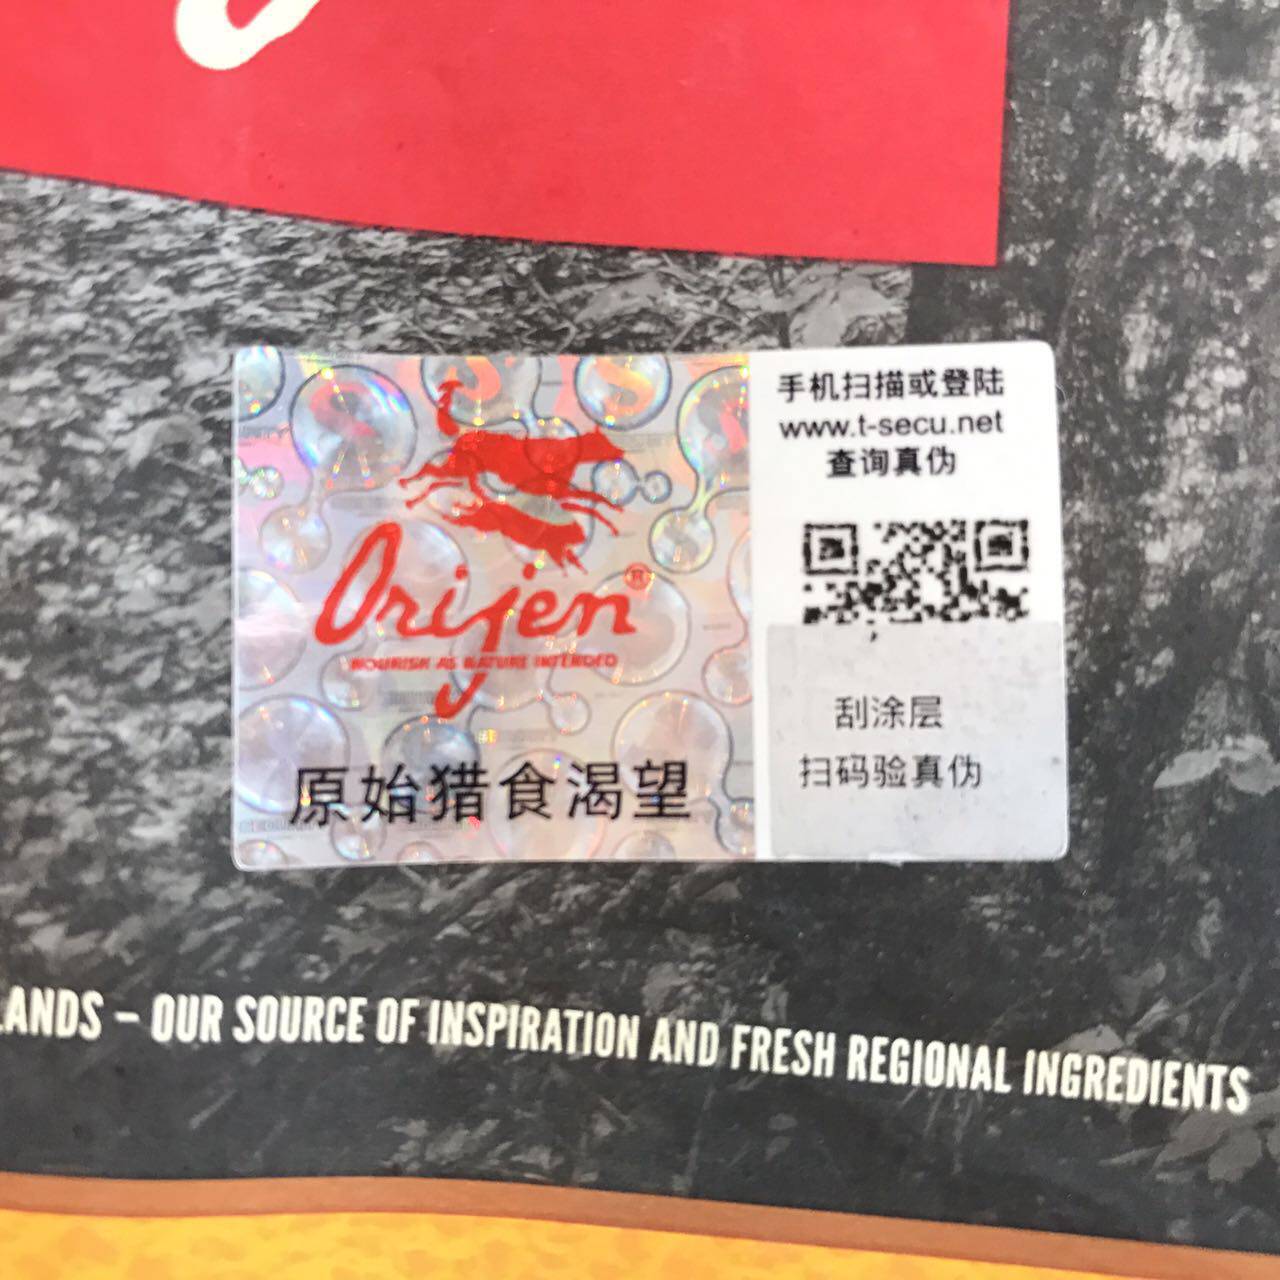 手机扫描或登陆
www.t-secu.net
查询真伪
Orijen®
NOURISH AS NATURE INTENDED
原始猎食渴望
刮涂层
扫码验真伪
LANDS – OUR SOURCE OF INSPIRATION AND FRESH REGIONAL INGREDIENTS